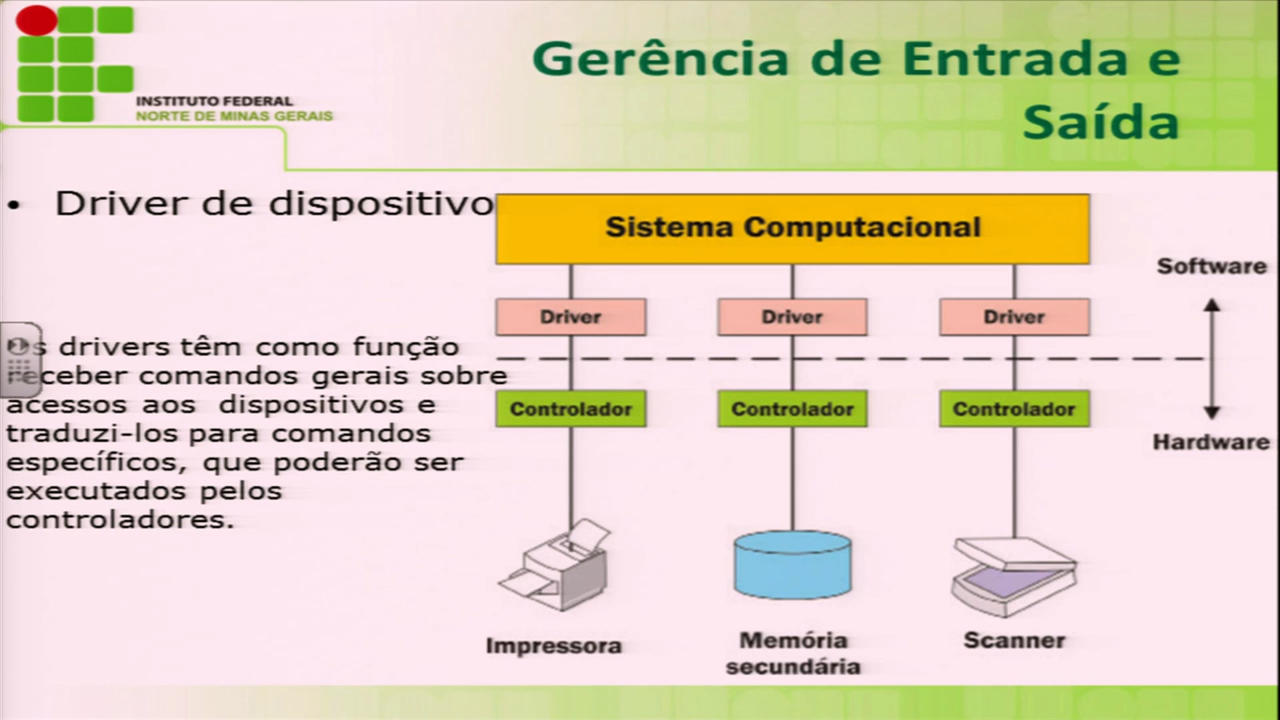 INSTITUTO FEDERAL
NORTE DE MINAS GERAIS
Gerência de Entrada e
Saída
• Driver de dispositivo
Os drivers têm como função
receber comandos gerais sobre
acessos aos dispositivos e
traduzi-los para comandos
específicos, que poderão ser
executados pelos
controladores.
Sistema Computacional
Software
Driver Driver Driver
Controlador Controlador Controlador
Hardware
Impressora
Memória
secundária
Scanner